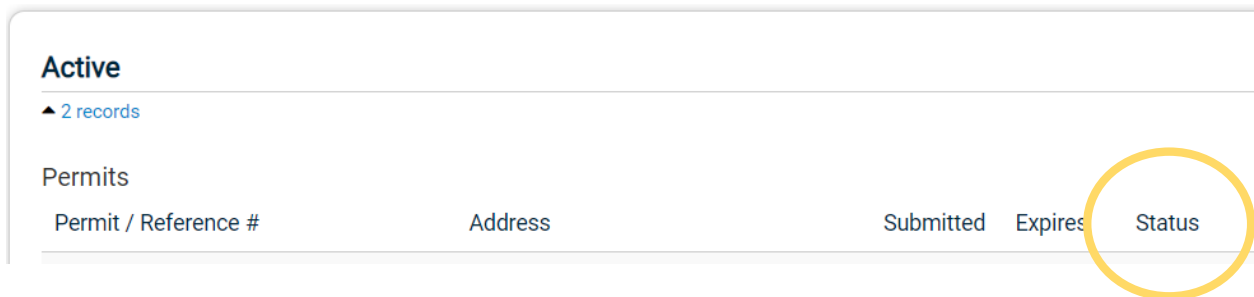 Active
2 records
Permits
Permit / Reference # Address Submitted Expires Status